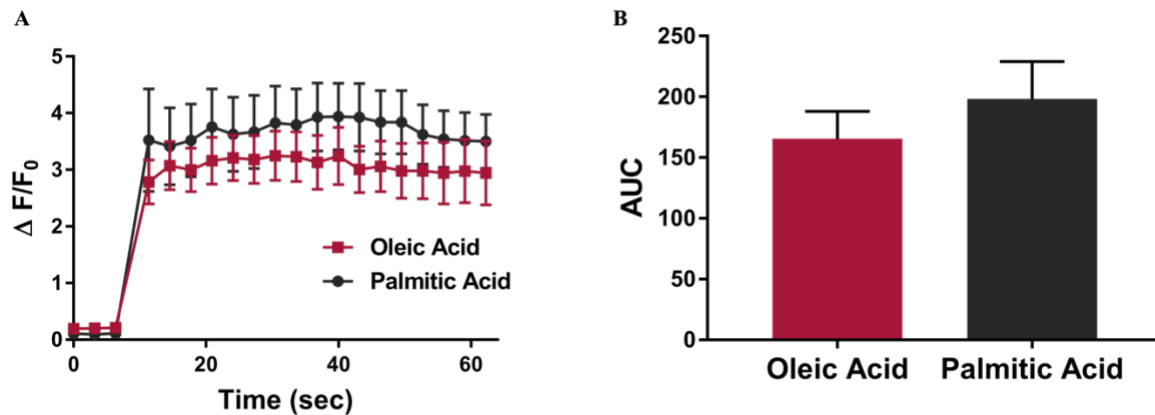 A
5
4
3
2
1
0
Δ F/F0
0
20
40
60
Time (sec)
Oleic Acid
Palmitic Acid
B
250
200
150
100
50
0
AUC
Oleic Acid
Palmitic Acid